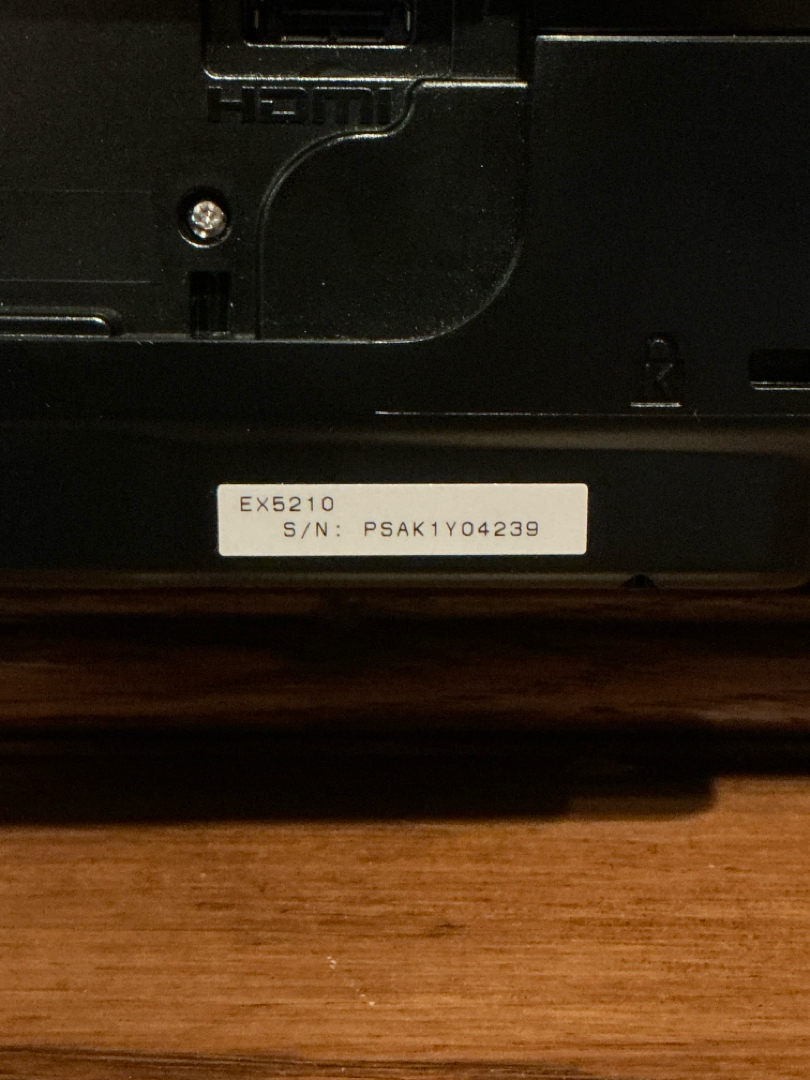 HDMI
K
EX5210
S/N: PSAK1Y04239